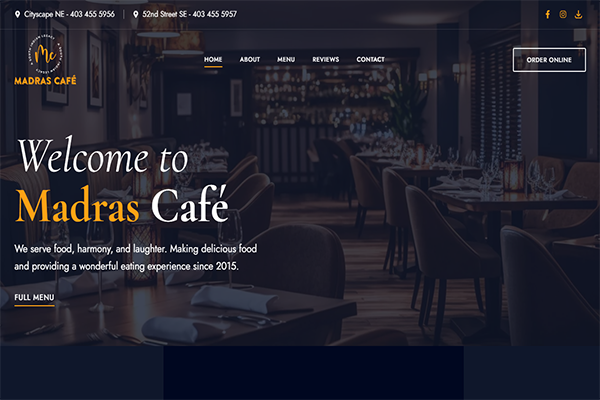 Cityscape NE - 403 455 5956
52nd Street SE - 403 455 5957
MADRAS CAFÉ
HOME ABOUT MENU REVIEWS CONTACT
ORDER ONLINE
Welcome to
Madras Café
We serve food, harmony, and laughter. Making delicious food
and providing a wonderful eating experience since 2015.
FULL MENU